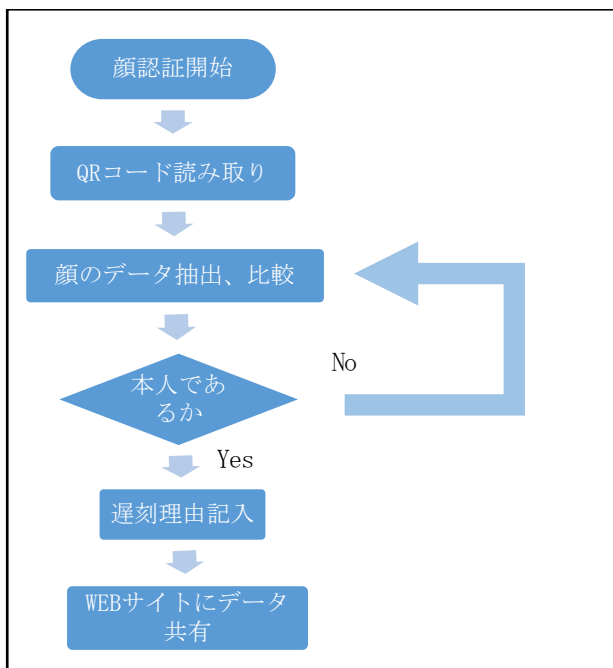 顔認証開始
QRコード読み取り
顔のデータ抽出、比較
本人であ
るか
No
Yes
遅刻理由記入
WEBサイトにデータ
共有